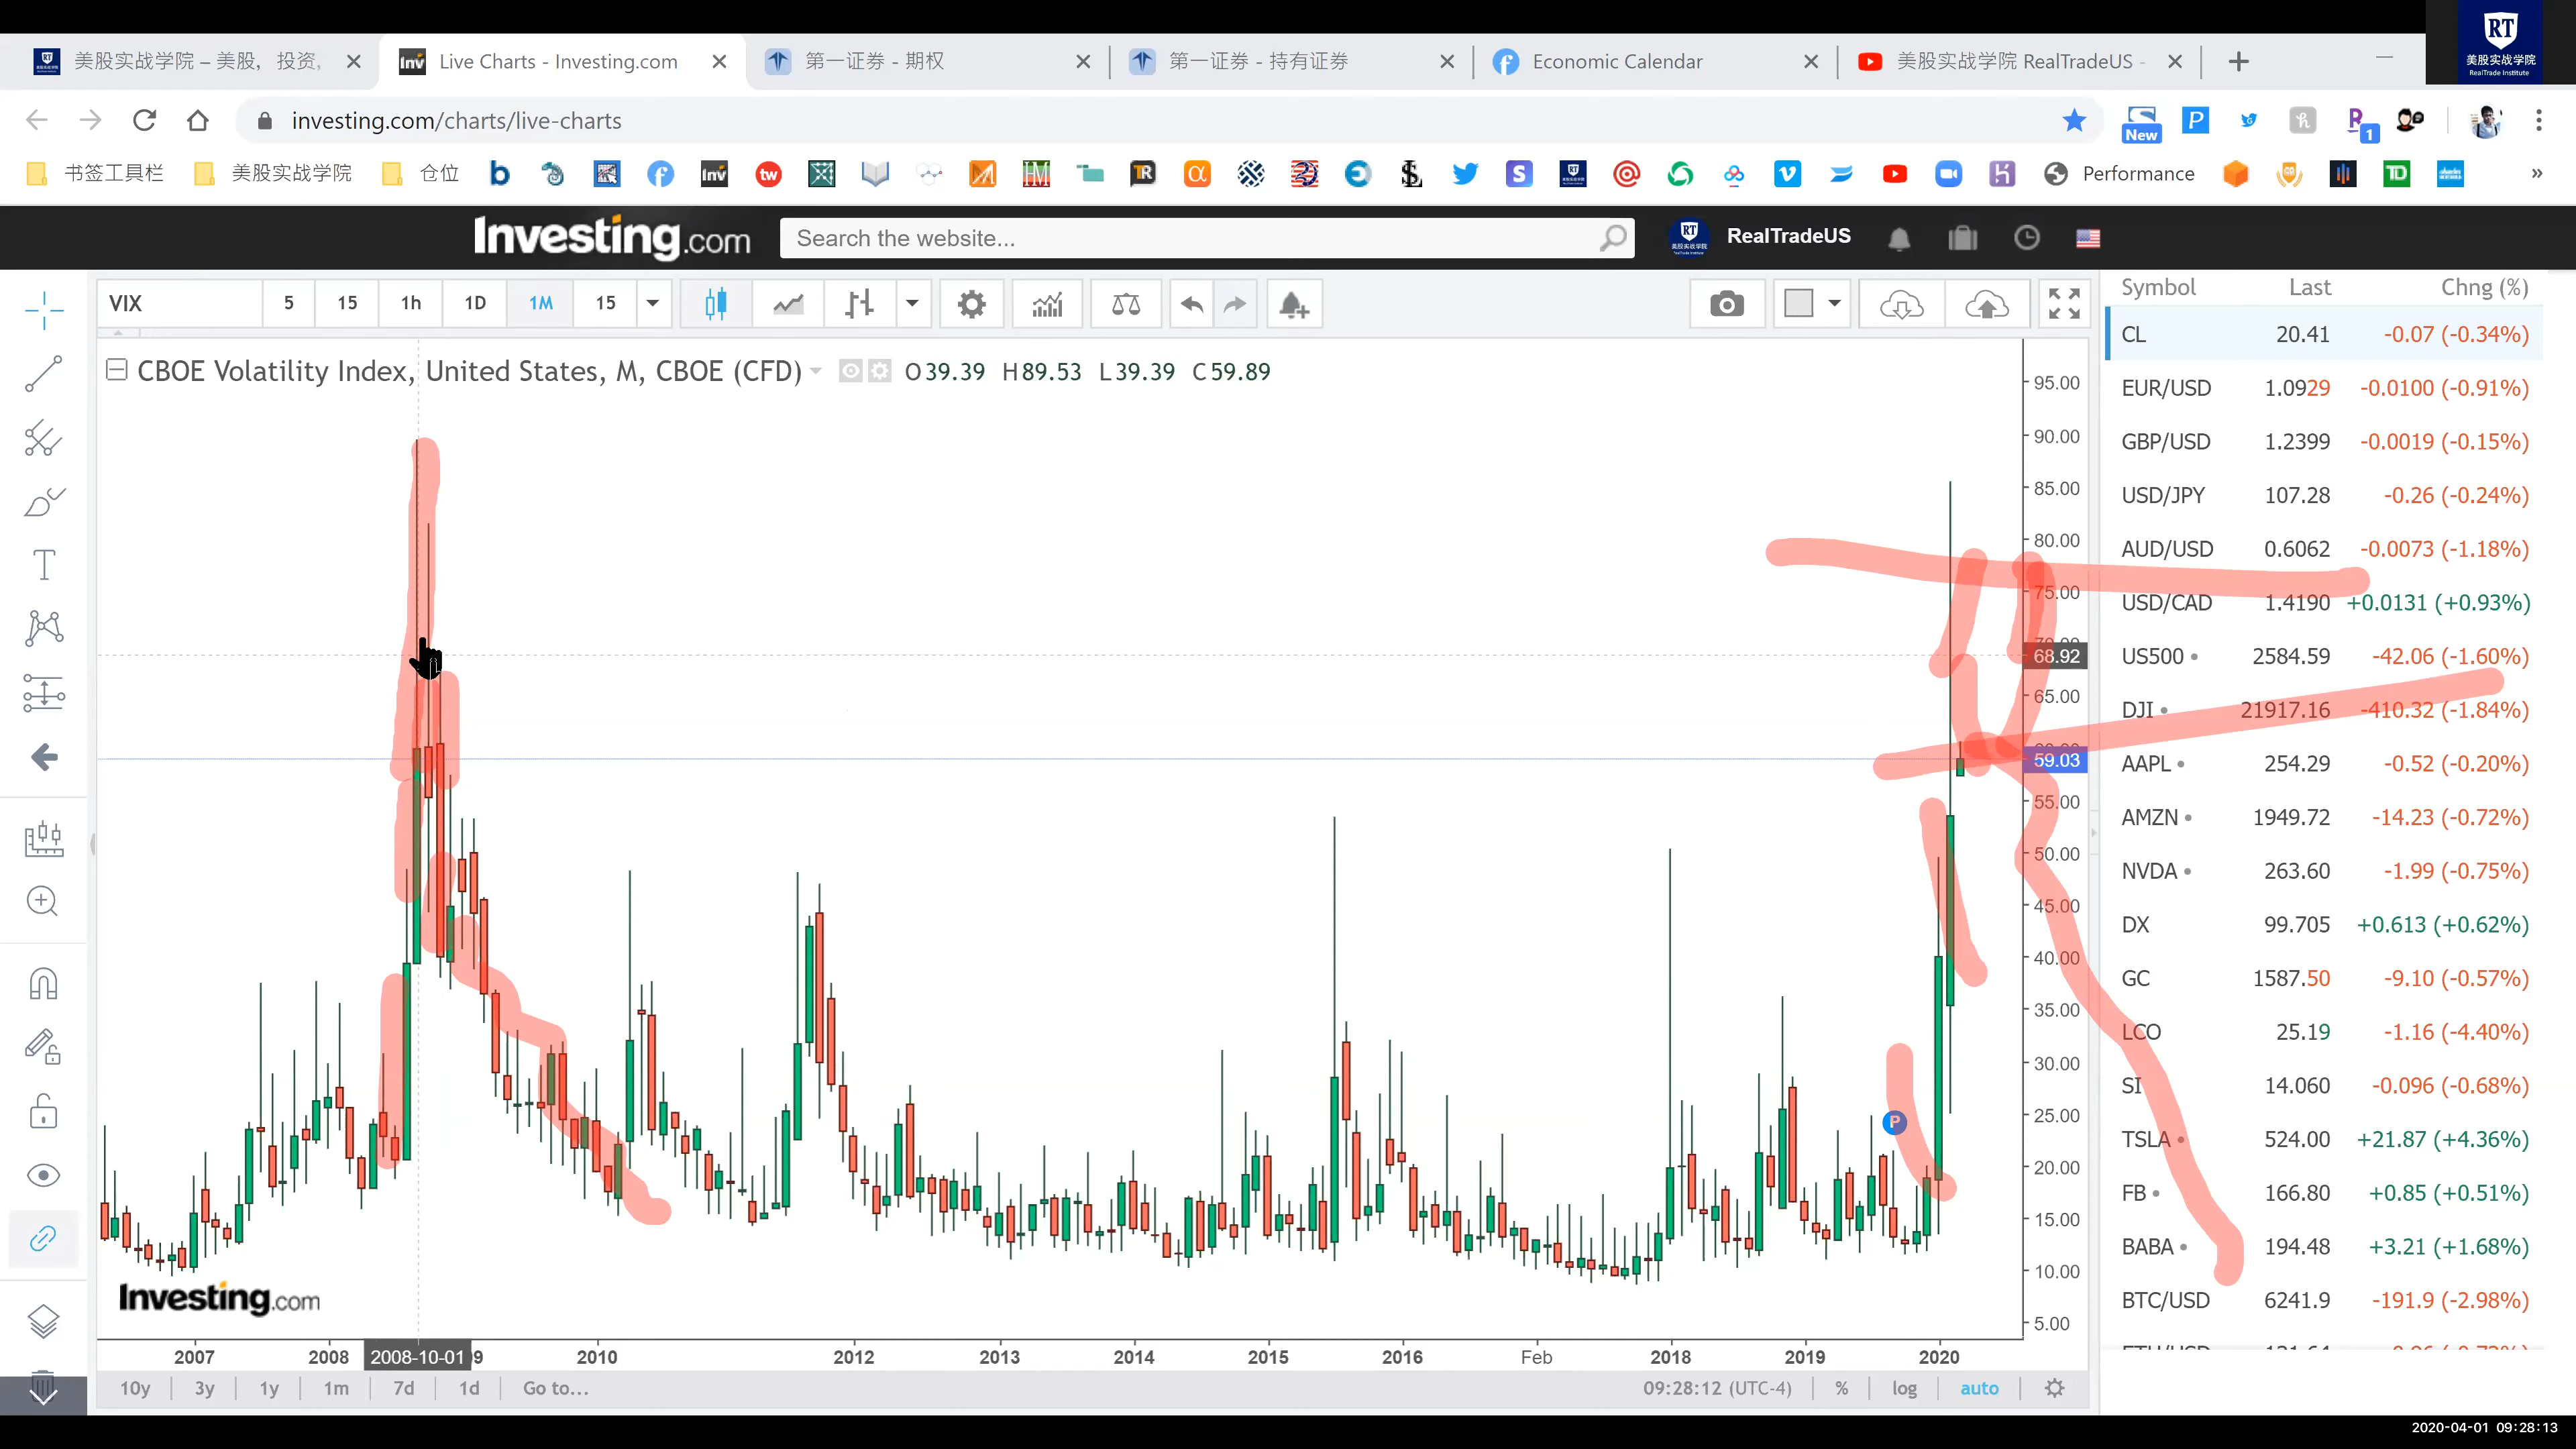 RT
美股实战学院
RealTrade Institute
美股实战学院 – 美股，投资,
Live Charts - Investing.com
第一证券 - 期权
第一证券 - 持有证券
Economic Calendar
美股实战学院 RealTradeUS -
investing.com/charts/live-charts
New
1
书签工具栏
美股实战学院
仓位
Performance
Investing.com
Search the website...
RealTradeUS
VIX 5 15 1h 1D 1M 15
Symbol Last Chng (%)
CBOE Volatility Index, United States, M, CBOE (CFD) O39.39 H89.53 L39.39 C59.89
CL 20.41 -0.07 (-0.34%)
EUR/USD 1.0929 -0.0100 (-0.91%)
GBP/USD 1.2399 -0.0019 (-0.15%)
USD/JPY 107.28 -0.26 (-0.24%)
AUD/USD 0.6062 -0.0073 (-1.18%)
USD/CAD 1.4190 +0.0131 (+0.93%)
US500 2584.59 -42.06 (-1.60%)
DJI 21917.16 -410.32 (-1.84%)
AAPL 254.29 -0.52 (-0.20%)
AMZN 1949.72 -14.23 (-0.72%)
NVDA 263.60 -1.99 (-0.75%)
DX 99.705 +0.613 (+0.62%)
GC 1587.50 -9.10 (-0.57%)
LCO 25.19 -1.16 (-4.40%)
SI 14.060 -0.096 (-0.68%)
TSLA 524.00 +21.87 (+4.36%)
FB 166.80 +0.85 (+0.51%)
BABA 194.48 +3.21 (+1.68%)
BTC/USD 6241.9 -191.9 (-2.98%)
95.00
90.00
85.00
80.00
75.00
68.92
65.00
59.03
55.00
50.00
45.00
40.00
35.00
30.00
25.00
20.00
15.00
10.00
5.00
P
Investing.com
2007 2008 2008-10-01 2010 2012 2013 2014 2015 2016 Feb 2018 2019 2020
10y 3y 1y 1m 7d 1d Go to... 09:28:12 (UTC-4) % log auto
2020-04-01 09:28:13